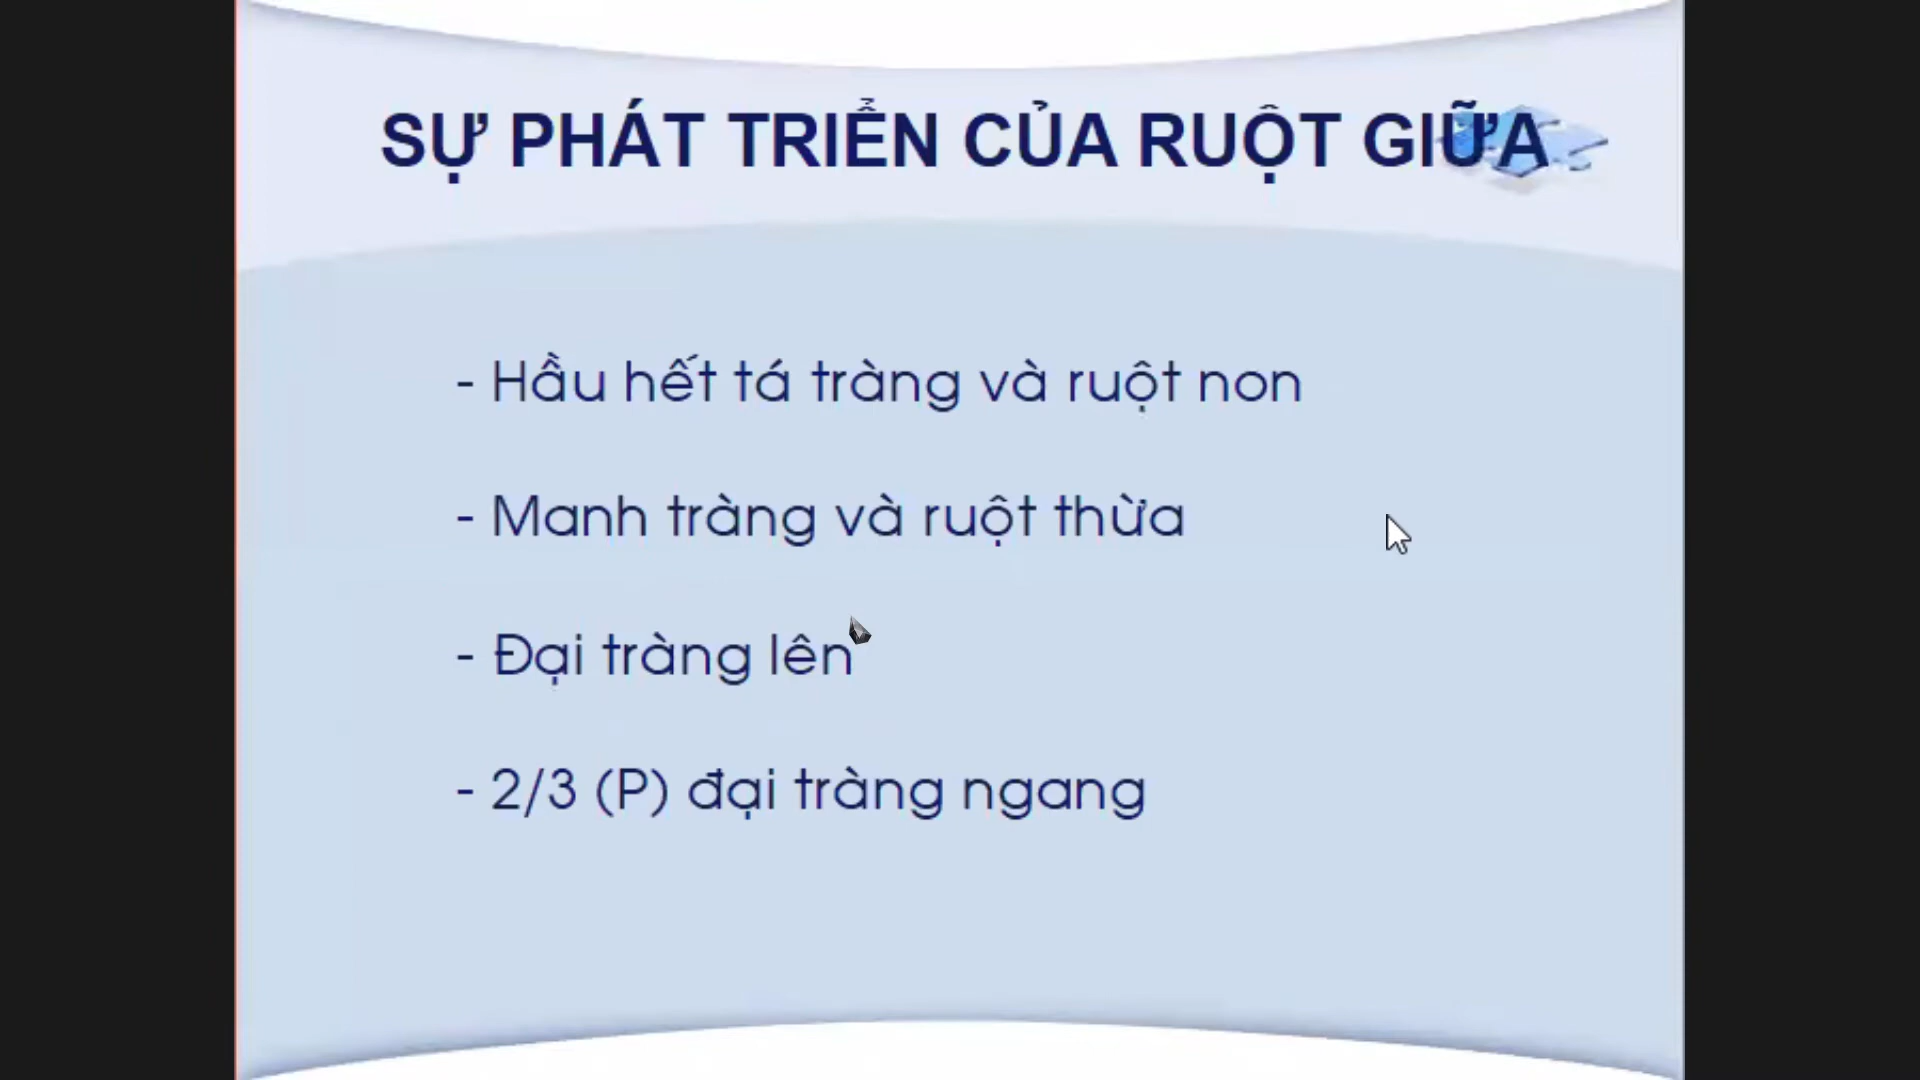 SỰ PHÁT TRIỂN CỦA RUỘT GIỮA
- Hầu hết tá tràng và ruột non
- Manh tràng và ruột thừa
- Đại tràng lên
- 2/3 (P) đại tràng ngang